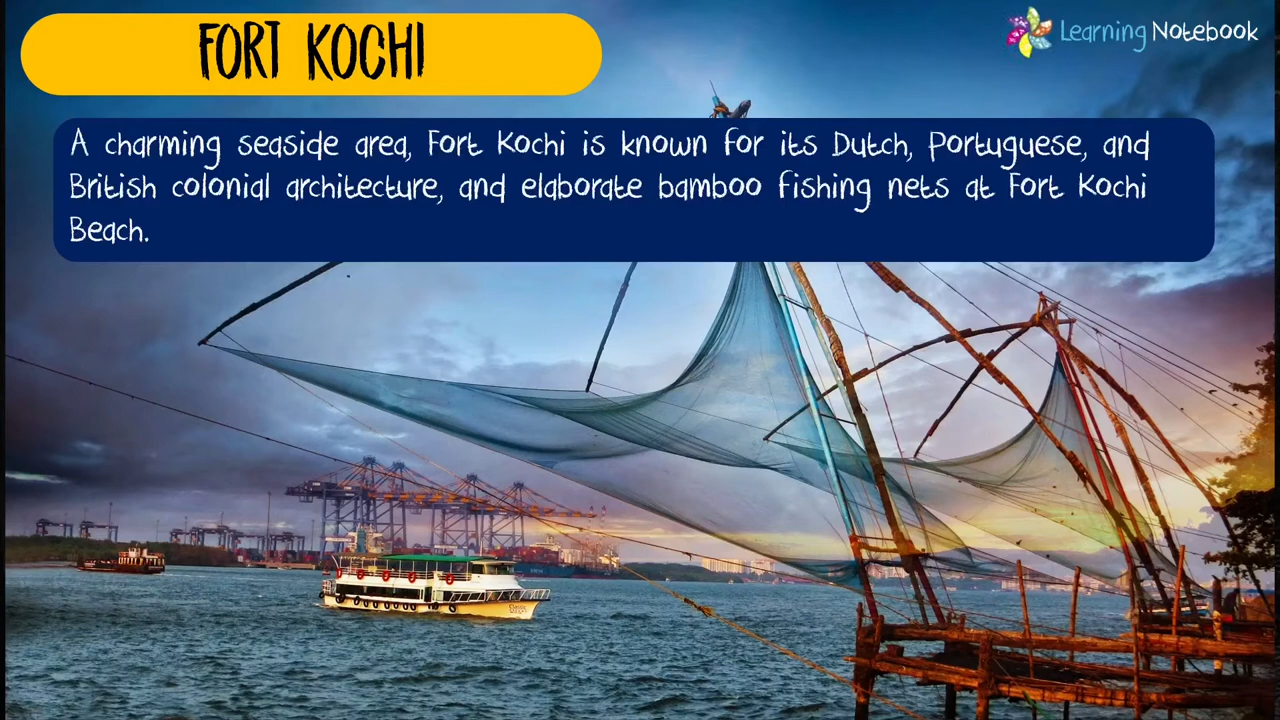 FORT KOCHI
Learning Notebook
A charming seaside area, Fort Kochi is known for its Dutch, Portuguese, and
British colonial architecture, and elaborate bamboo fishing nets at Fort Kochi
Beach.